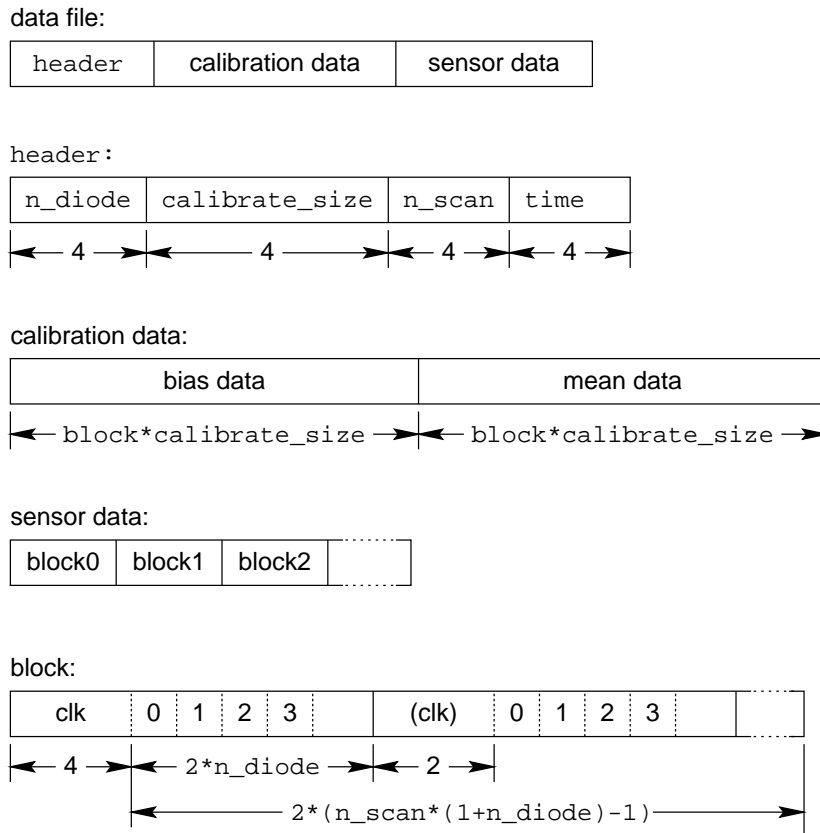 data file:
header calibration data sensor data
header:
n_diode calibrate_size n_scan time
4 4 4 4
calibration data:
bias data mean data
block*calibrate_size block*calibrate_size
sensor data:
block0 block1 block2
block:
clk 0 1 2 3 (clk) 0 1 2 3
4 2*n_diode 2
2*(n_scan*(1+n_diode)-1)